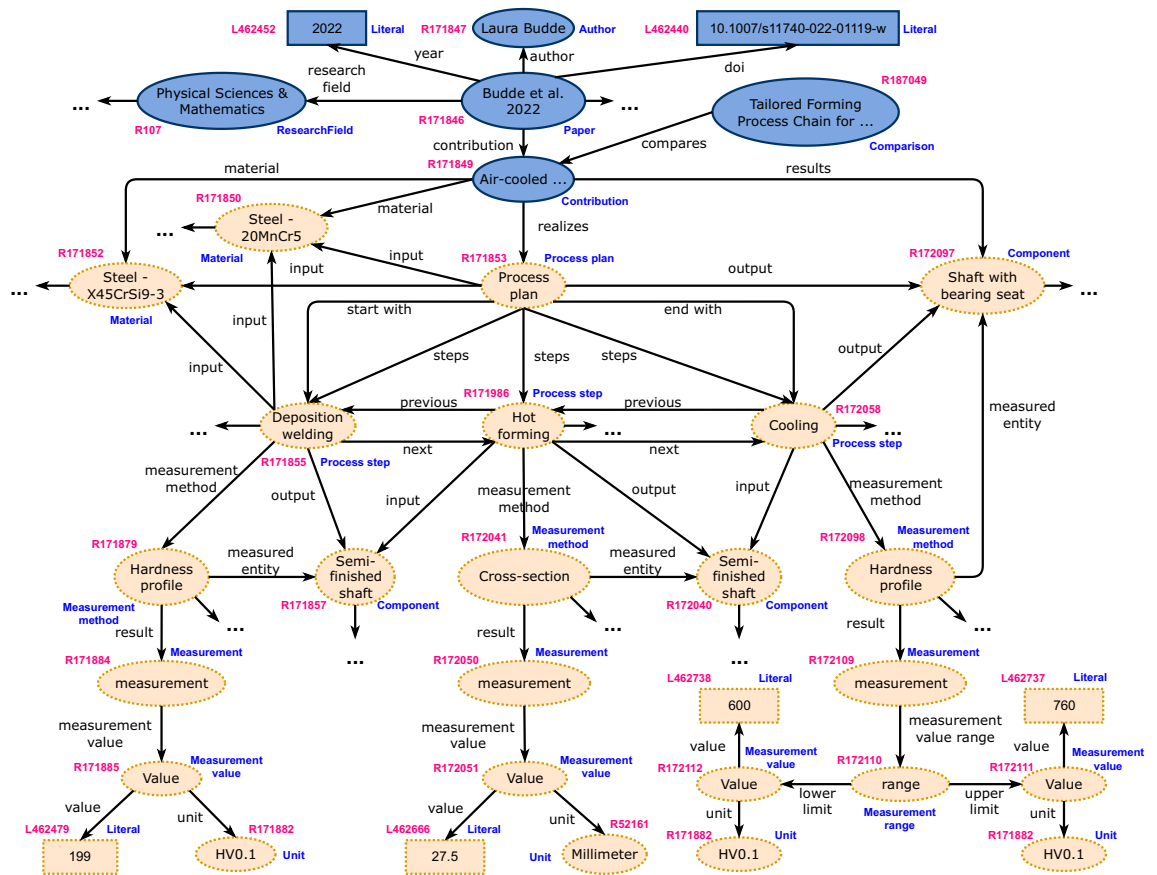 L462452
2022
Literal
R171847
Laura Budde
Author
L462440
10.1007/s11740-022-01119-w
Literal
year
author
doi
research
field
...
Physical Sciences &
Mathematics
R107
ResearchField
Budde et al.
2022
R171846
Paper
...
R187049
Tailored Forming
Process Chain for ...
Comparison
contribution
compares
R171849
Air-cooled ...
Contribution
material
results
material
realizes
R171850
Steel -
20MnCr5
Material
...
R171852
Steel -
X45CrSi9-3
Material
...
input
input
R171853
Process plan
Process
plan
output
R172097
Component
Shaft with
bearing seat
...
start with
end with
input
input
steps
steps
steps
output
measured
entity
previous
previous
R171986
Process step
...
Deposition
welding
R171855
Process step
Hot
forming
...
Cooling
R172058
...
Process step
next
next
measurement
method
output
input
measurement
method
output
input
measurement
method
R171879
Hardness
profile
Measurement
method
measured
entity
...
Semi-
finished
shaft
R171857
Component
...
R172041
Measurement
method
Cross-section
measured
entity
...
Semi-
finished
shaft
R172040
Component
...
R172098
Measurement
method
Hardness
profile
...
result
result
result
R171884
Measurement
measurement
R172050
Measurement
measurement
R172109
Measurement
measurement
L462738
Literal
600
L462737
Literal
760
measurement
value
measurement
value
measurement
value range
value
value
R171885
Measurement
value
Value
R172051
Measurement
value
Value
R172112
Measurement
value
Value
lower
limit
R172110
range
Measurement
range
upper
limit
R172111
Measurement
value
Value
value
unit
value
unit
unit
unit
L462479
Literal
199
R171882
HV0.1
Unit
L462666
Literal
27.5
R52161
Unit
Millimeter
R171882
Unit
HV0.1
R171882
Unit
HV0.1